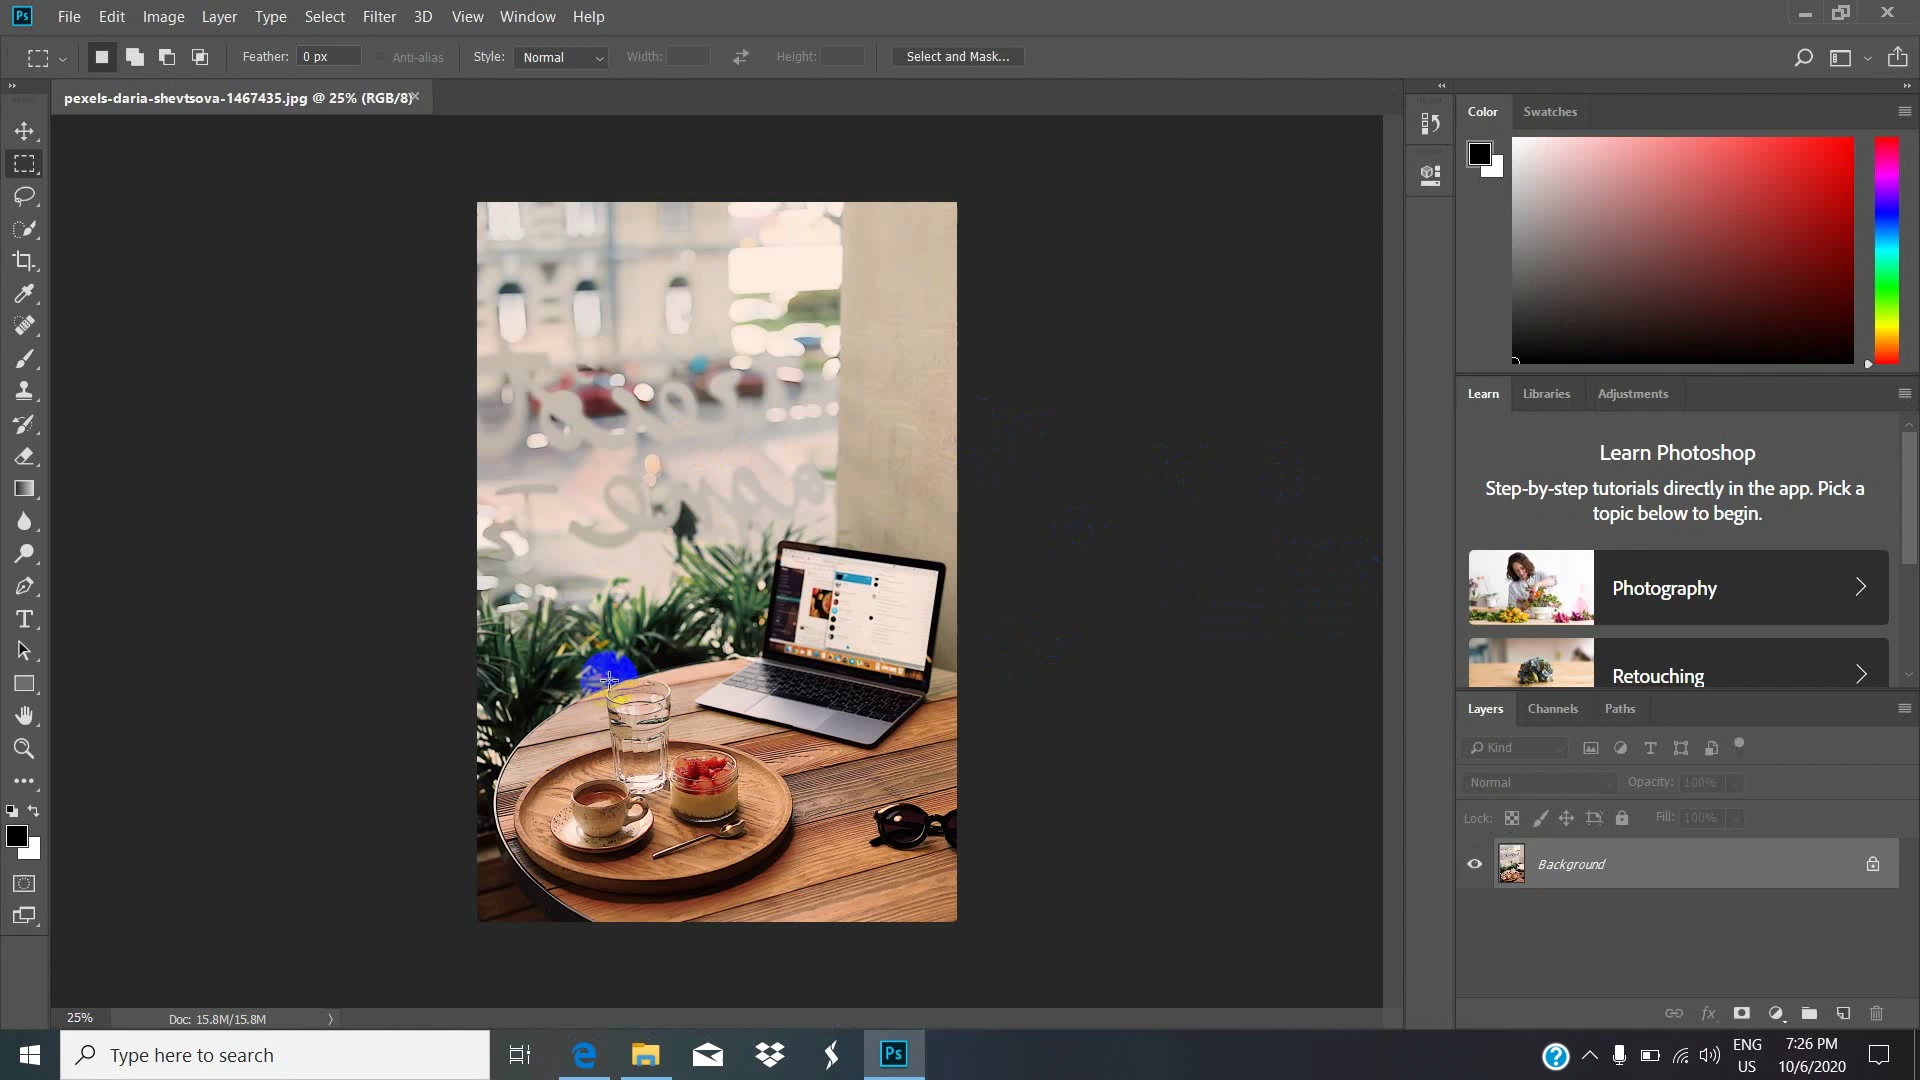 Ps File Edit Image Layer Type Select Filter 3D View Window Help
Feather: 0 px Anti-alias Style: Normal Width: Height: Select and Mask...
pexels-daria-shevtsova-1467435.jpg @ 25% (RGB/8)
Color Swatches
Learn Libraries Adjustments
Learn Photoshop
Step-by-step tutorials directly in the app. Pick a
topic below to begin.
Photography
Retouching
Layers Channels Paths
Kind
Normal Opacity: 100%
Lock: Fill: 100%
Background
25% Doc: 15.8M/15.8M
Type here to search
Ps
ENG
US
7:26 PM
10/6/2020